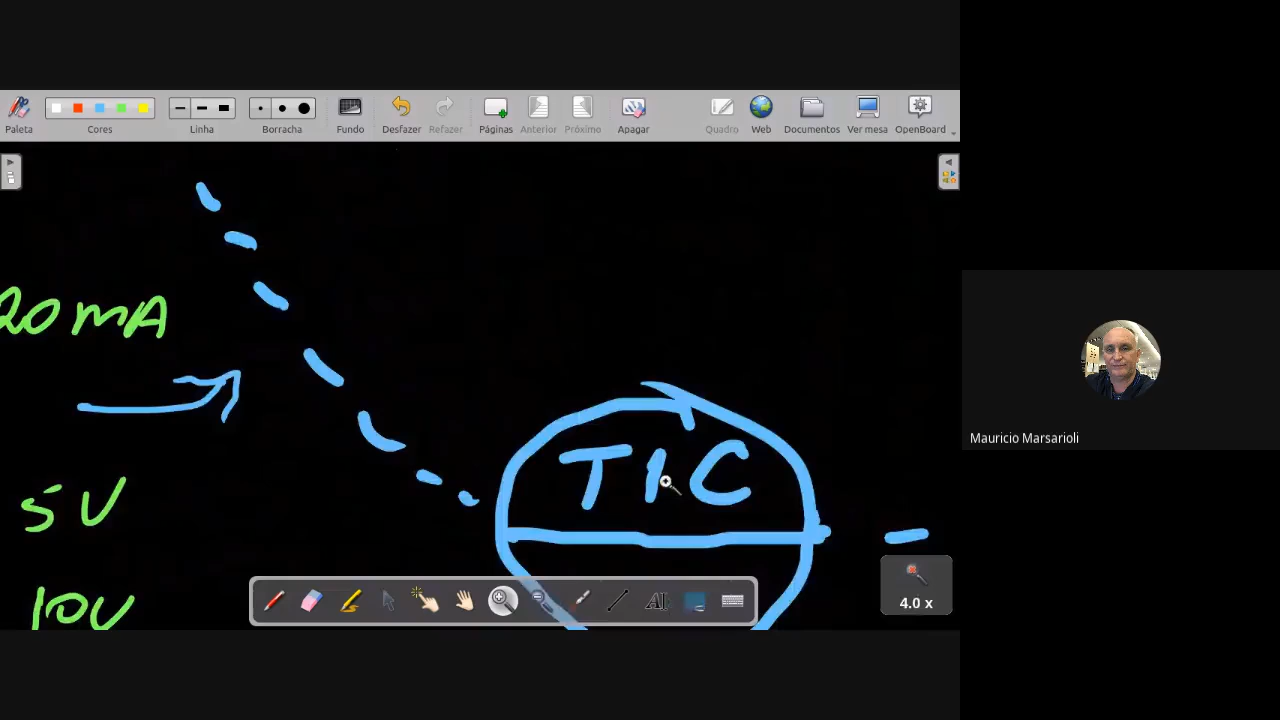 Paleta Cores Linha Borracha Fundo Desfazer Refazer Páginas Anterior Próximo Apagar Quadro Web Documentos Ver mesa OpenBoard
20mA
TIC
5V
10V
4.0 x
Mauricio Marsarioli